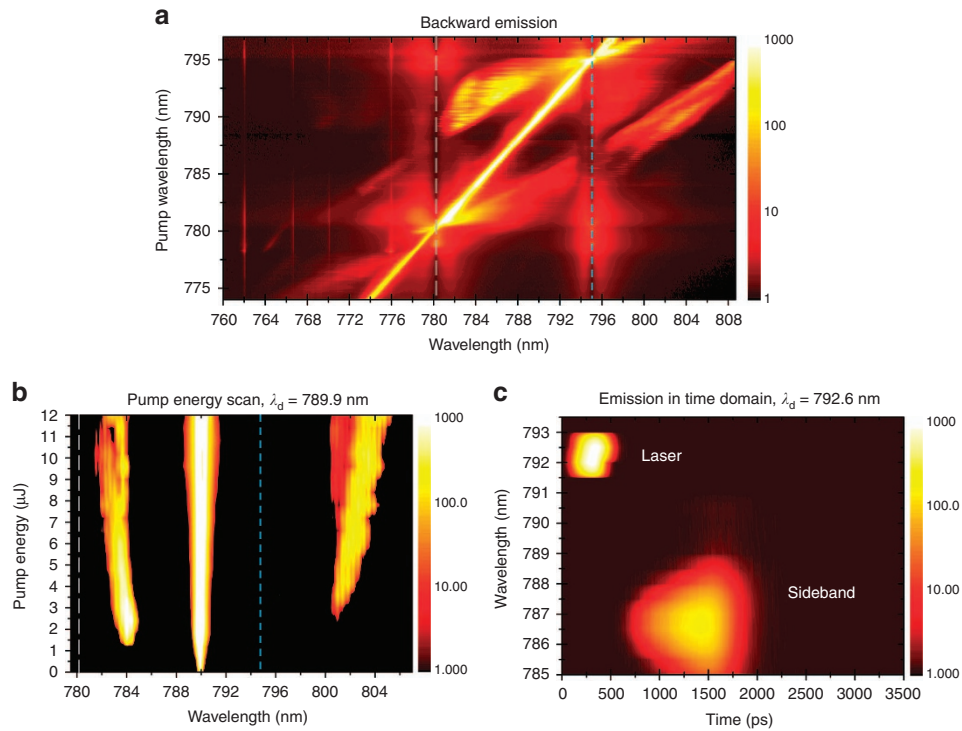 a
Backward emission
Pump wavelength (nm)
795
790
785
780
775
760 764 768 772 776 780 784 788 792 796 800 804 808
Wavelength (nm)
1000
100
10
1
b
Pump energy scan, λd = 789.9 nm
Pump energy (μJ)
12
11
10
9
8
7
6
5
4
3
2
1
0
780 784 788 792 796 800 804
Wavelength (nm)
1000
100.0
10.00
1.000
c
Emission in time domain, λd = 792.6 nm
Wavelength (nm)
793
792
791
790
789
788
787
786
785
Laser
Sideband
0 500 1000 1500 2000 2500 3000 3500
Time (ps)
1000
100.0
10.00
1.000